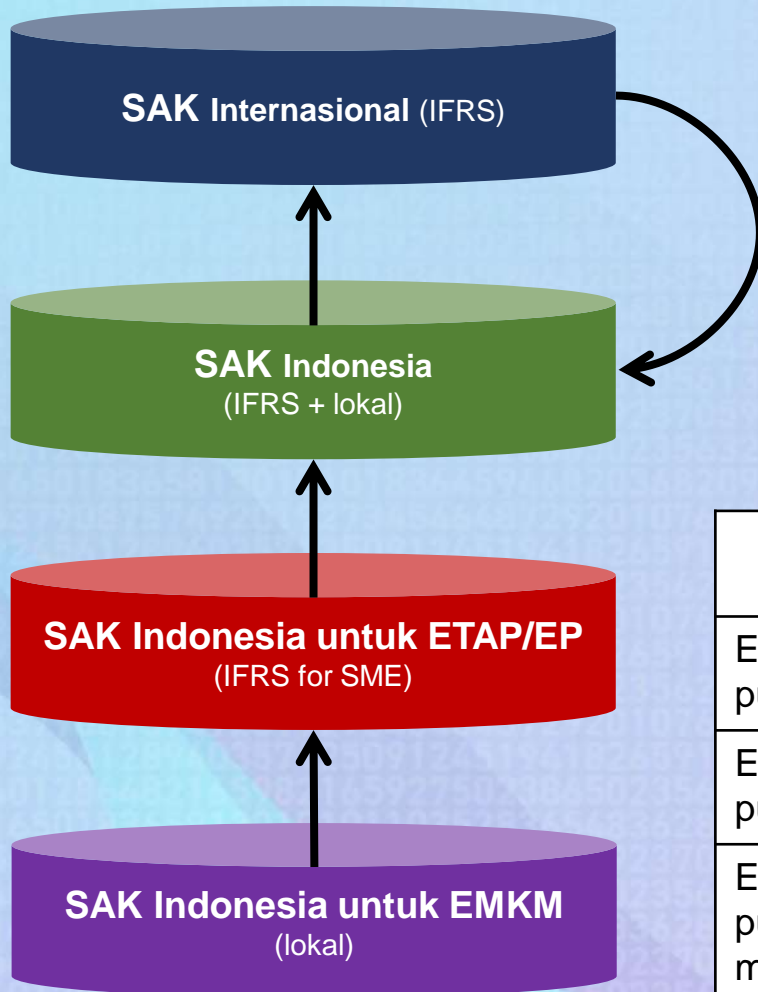 SAK Internasional (IFRS)
SAK Indonesia
(IFRS + lokal)
SAK Indonesia untuk ETAP/EP
(IFRS for SME)
SAK Indonesia untuk EMKM
(lokal)